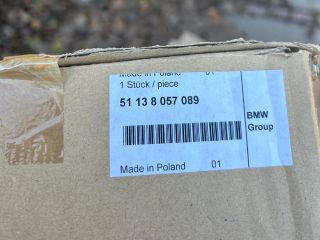 Made in Poland 01
1 Stück / piece
51 13 8 057 089
BMW
Group
Made in Poland 01